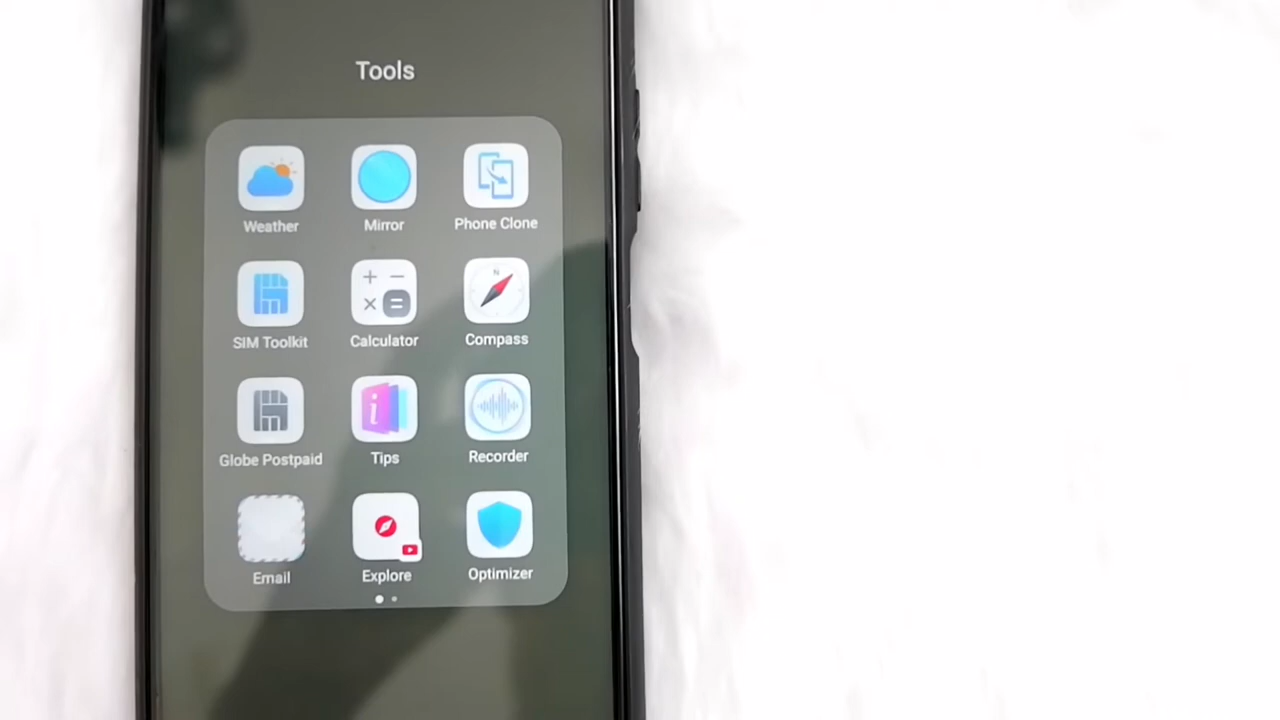 Tools
Weather Mirror Phone Clone
N
SIM Toolkit Calculator Compass
Globe Postpaid Tips Recorder
Email Explore Optimizer